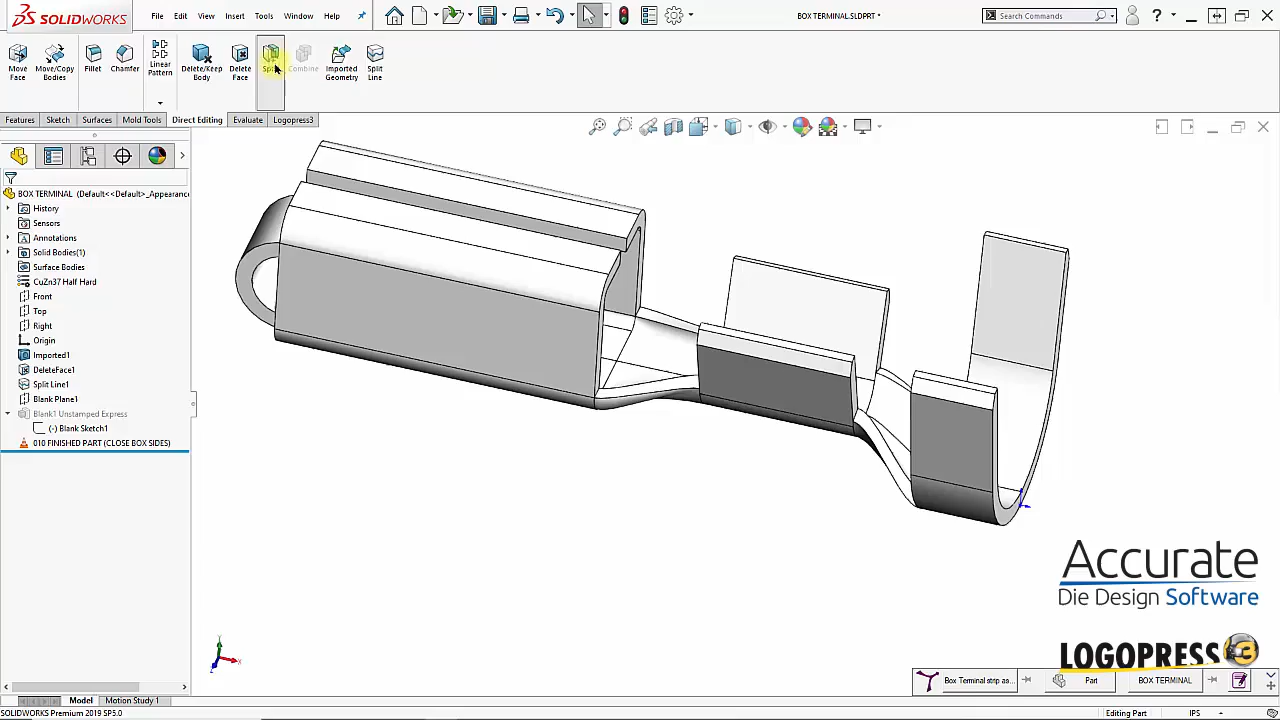 SOLIDWORKS
File
Edit
View
Insert
Tools
Window
Help
BOX TERMINAL.SLDPRT *
Search Commands
?
Move Face
Move/Copy Bodies
Fillet
Chamfer
Linear Pattern
Delete/Keep Body
Delete Face
Combine
Imported Geometry
Split Line
Features
Sketch
Surfaces
Mold Tools
Direct Editing
Evaluate
Logopress3
BOX TERMINAL (Default<<Default>_Appearance
History
Sensors
Annotations
Solid Bodies(1)
Surface Bodies
CuZn37 Half Hard
Front
Top
Right
Origin
Imported1
DeleteFace1
Split Line1
Blank Plane1
Blank1 Unstamped Express
(-) Blank Sketch1
010 FINISHED PART (CLOSE BOX SIDES)
Accurate
Die Design Software
LOGOPRESS 3
Box Terminal strip as...
Part
BOX TERMINAL
Model
Motion Study 1
SOLIDWORKS Premium 2019 SP5.0
Editing Part
IPS